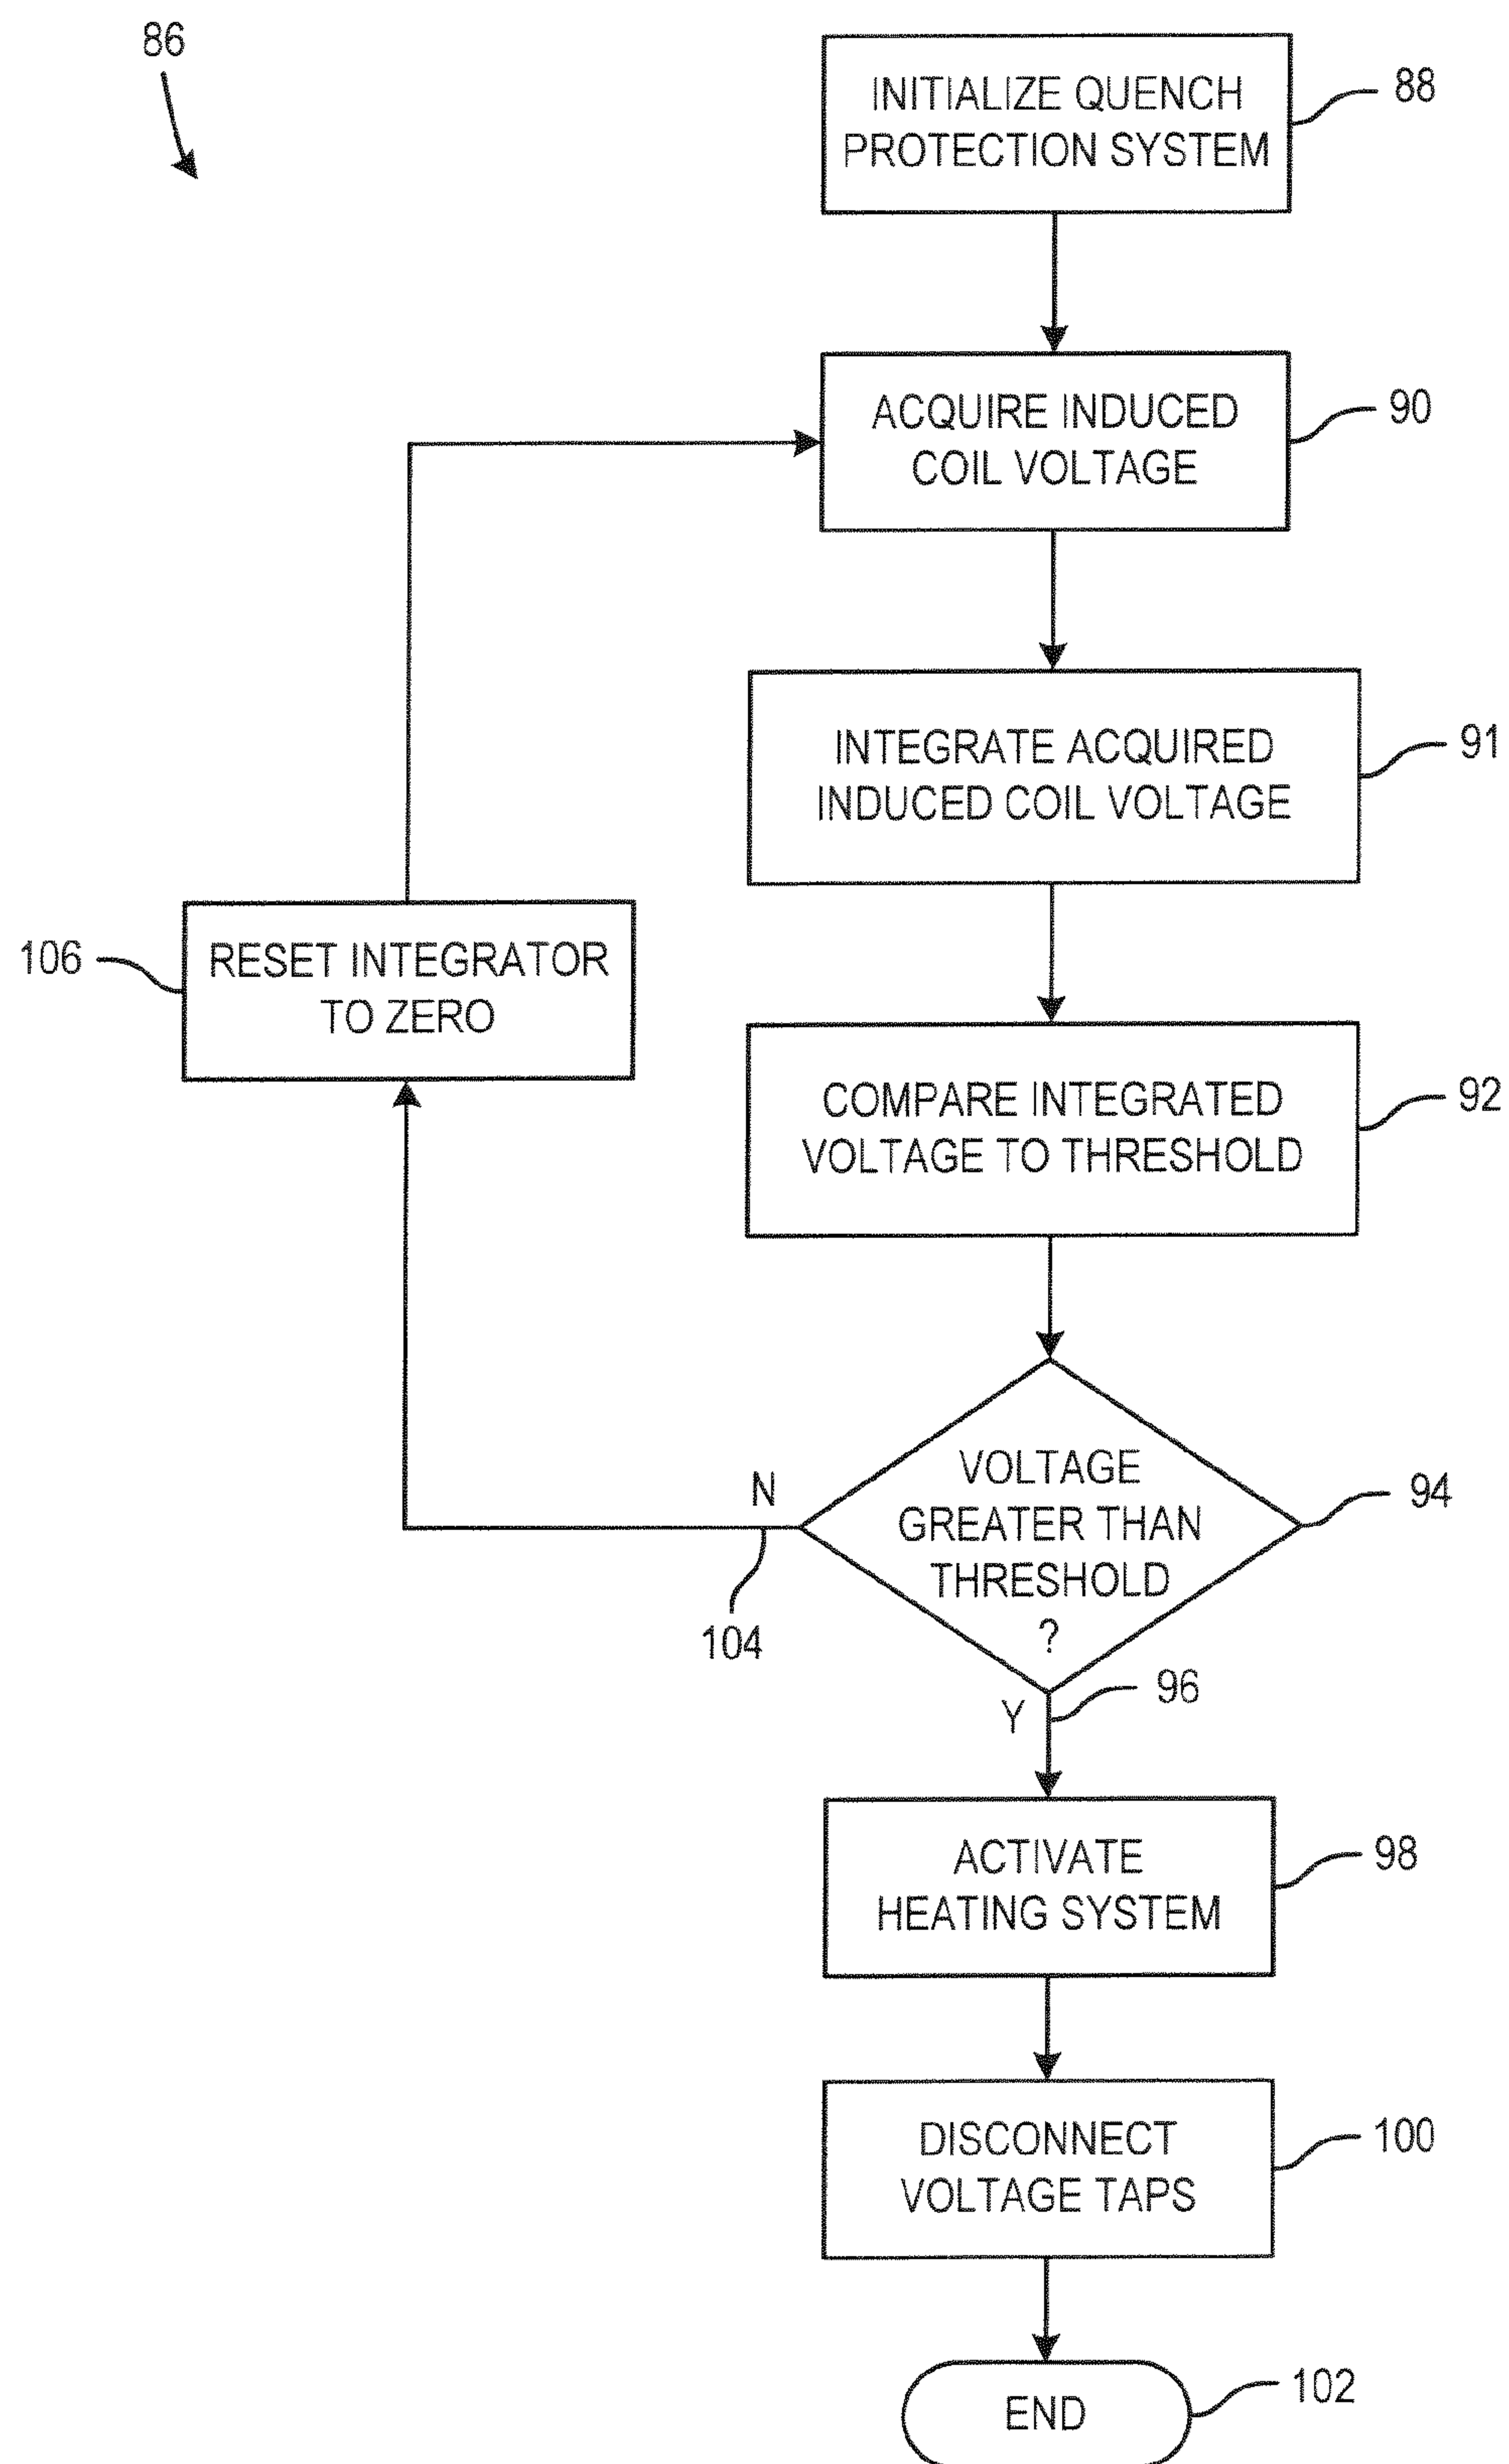 86
INITIALIZE QUENCH
PROTECTION SYSTEM
88
ACQUIRE INDUCED
COIL VOLTAGE
90
INTEGRATE ACQUIRED
INDUCED COIL VOLTAGE
91
RESET INTEGRATOR
TO ZERO
106
COMPARE INTEGRATED
VOLTAGE TO THRESHOLD
92
VOLTAGE
GREATER THAN
THRESHOLD
?
94
N
104
Y
96
ACTIVATE
HEATING SYSTEM
98
DISCONNECT
VOLTAGE TAPS
100
END
102